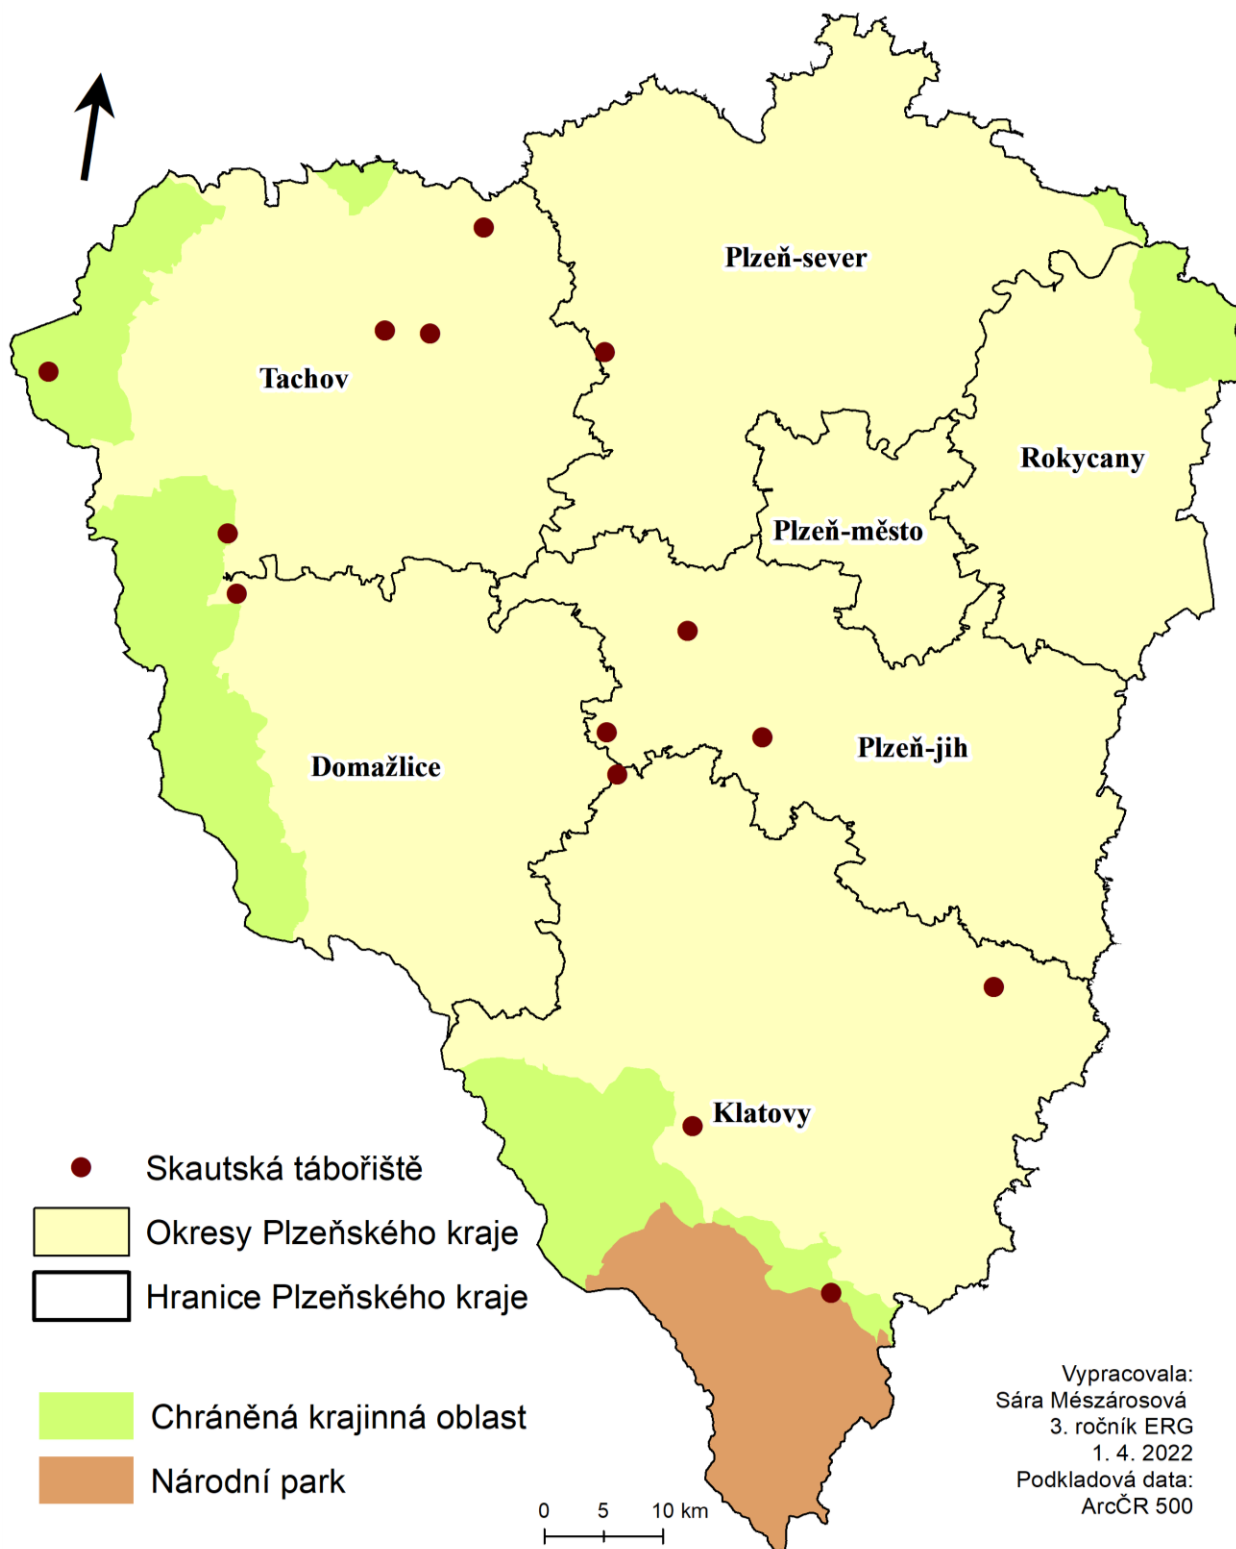 Plzeň-sever
Tachov
Rokycany
Plzeň-město
Plzeň-jih
Domažlice
Klatovy
Skautská tábořiště
Okresy Plzeňského kraje
Hranice Plzeňského kraje
Chráněná krajinná oblast
Národní park
0 5 10 km
Vypracovala:
Sára Mészárosová
3. ročník ERG
1. 4. 2022
Podkladová data:
ArcČR 500